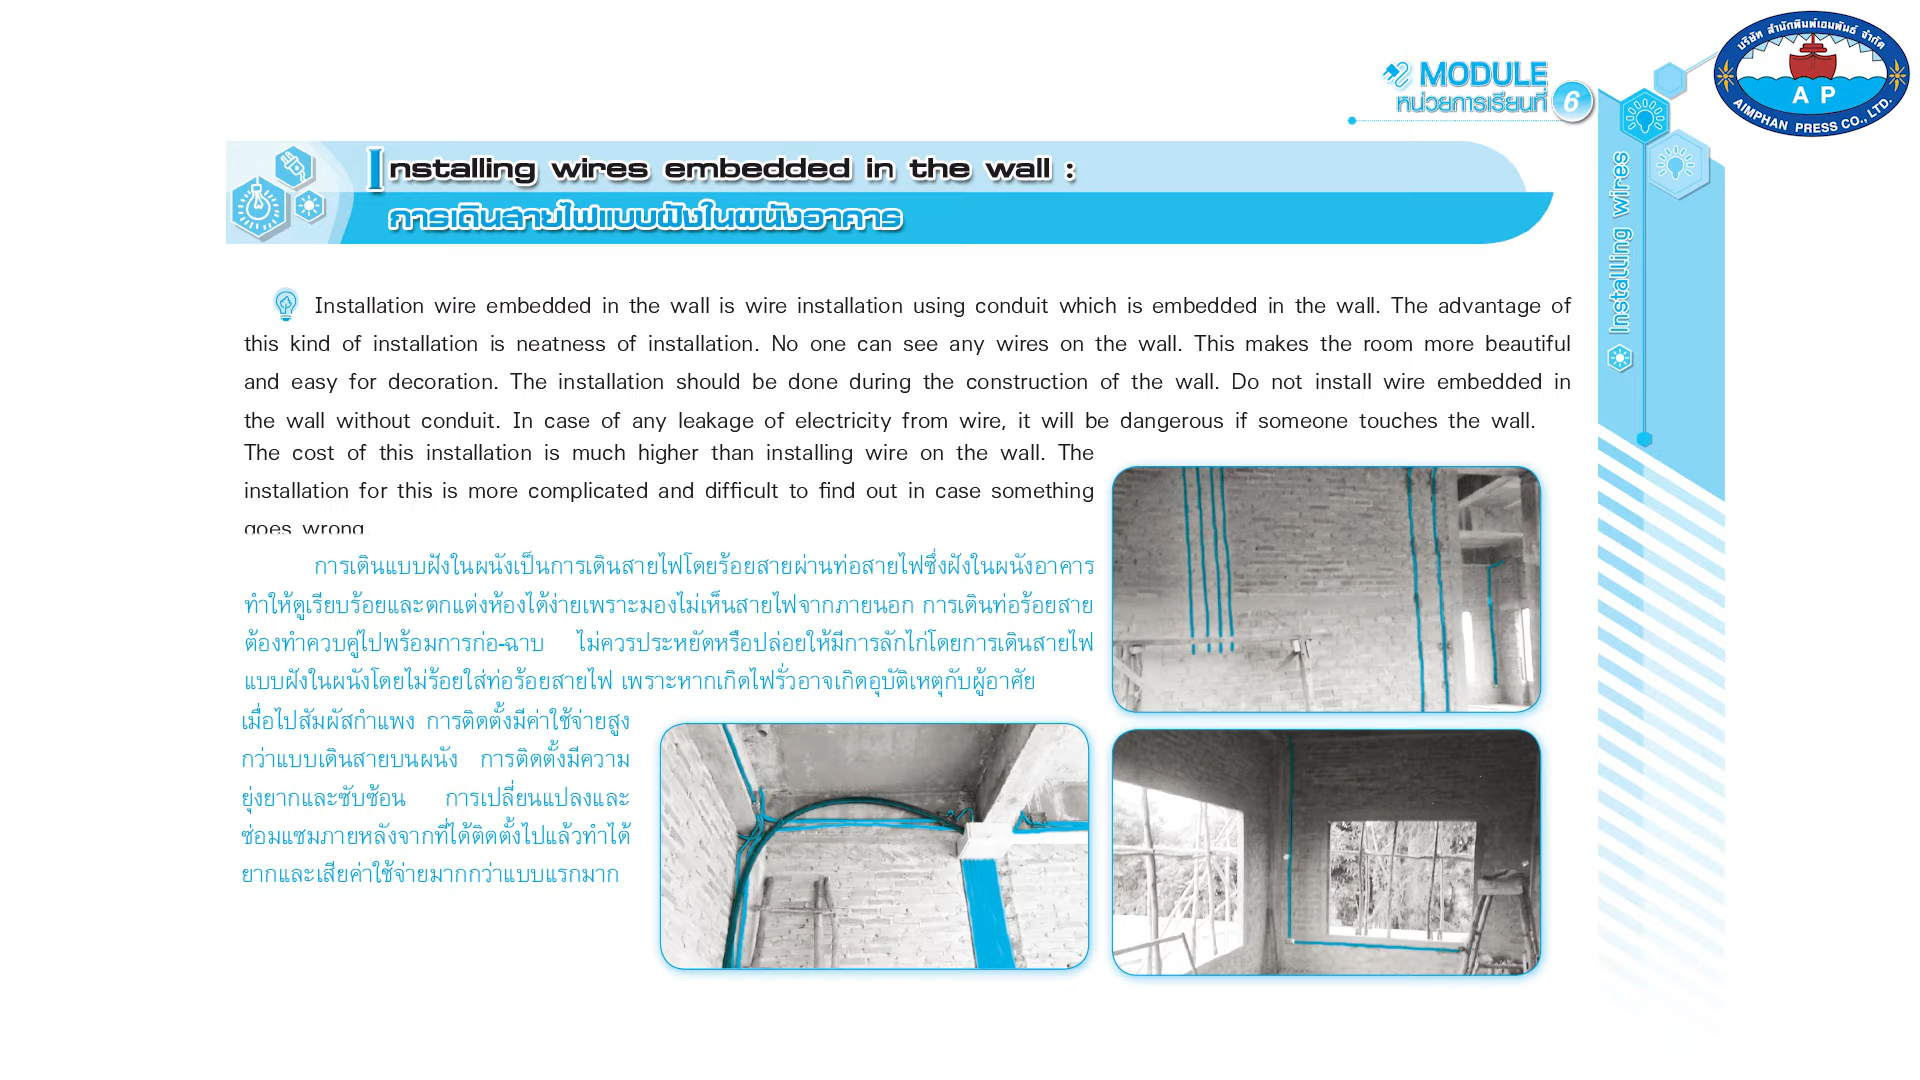 บริษัท สำนักพิมพ์เอมพันธ์ จำกัด
A P
AIMPHAN PRESS CO., LTD.
MODULE
หน่วยการเรียนที่ 6
Installing wires
Installing wires embedded in the wall :
การเดินสายไฟแบบฝังในผนังอาคาร
Installation wire embedded in the wall is wire installation using conduit which is embedded in the wall. The advantage of
this kind of installation is neatness of installation. No one can see any wires on the wall. This makes the room more beautiful
and easy for decoration. The installation should be done during the construction of the wall. Do not install wire embedded in
the wall without conduit. In case of any leakage of electricity from wire, it will be dangerous if someone touches the wall.
The cost of this installation is much higher than installing wire on the wall. The
installation for this is more complicated and difficult to find out in case something
goes wrong.
การเดินแบบฝังในผนังเป็นการเดินสายไฟโดยร้อยสายผ่านท่อสายไฟซึ่งฝังในผนังอาคาร
ทำให้ดูเรียบร้อยและตกแต่งห้องได้ง่ายเพราะมองไม่เห็นสายไฟจากภายนอก การเดินท่อร้อยสาย
ต้องทำควบคู่ไปพร้อมการก่อ-ฉาบ ไม่ควรประหยัดหรือปล่อยให้มีการลักไก่โดยการเดินสายไฟ
แบบฝังในผนังโดยไม่ร้อยใส่ท่อร้อยสายไฟ เพราะหากเกิดไฟรั่วอาจเกิดอุบัติเหตุกับผู้อาศัย
เมื่อไปสัมผัสกำแพง การติดตั้งมีค่าใช้จ่ายสูง
กว่าแบบเดินสายบนผนัง การติดตั้งมีความ
ยุ่งยากและซับซ้อน การเปลี่ยนแปลงและ
ซ่อมแซมภายหลังจากที่ได้ติดตั้งไปแล้วทำได้
ยากและเสียค่าใช้จ่ายมากกว่าแบบแรกมาก